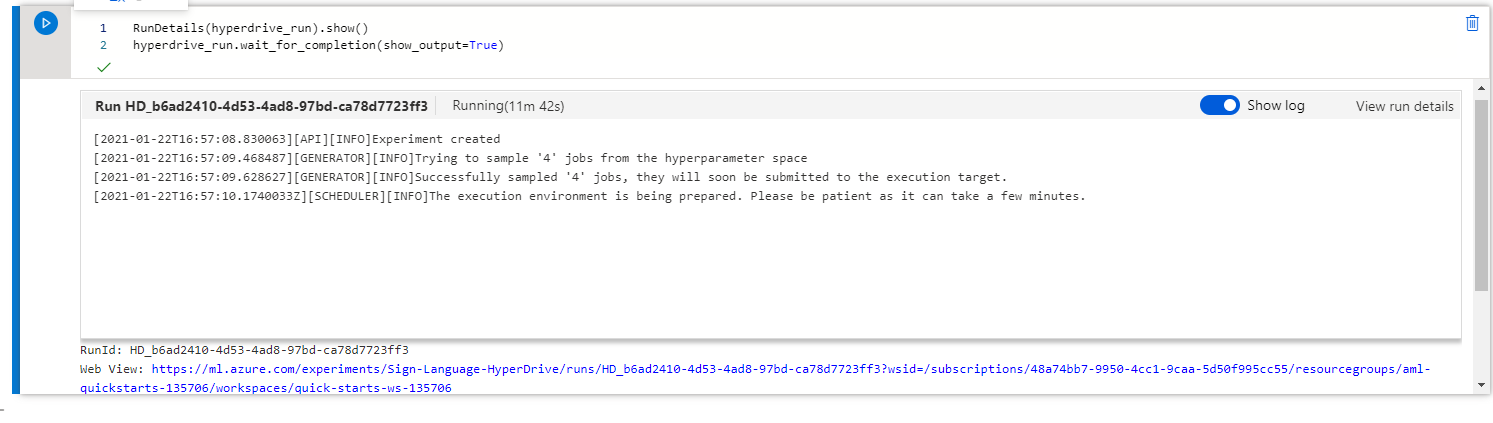 1 RunDetails(hyperdrive_run).show()
2 hyperdrive_run.wait_for_completion(show_output=True)
Run HD_b6ad2410-4d53-4ad8-97bd-ca78d7723ff3 Running(11m 42s) Show log View run details
[2021-01-22T16:57:08.830063][API][INFO]Experiment created
[2021-01-22T16:57:09.468487][GENERATOR][INFO]Trying to sample '4' jobs from the hyperparameter space
[2021-01-22T16:57:09.628627][GENERATOR][INFO]Successfully sampled '4' jobs, they will soon be submitted to the execution target.
[2021-01-22T16:57:10.1740033Z][SCHEDULER][INFO]The execution environment is being prepared. Please be patient as it can take a few minutes.
RunId: HD_b6ad2410-4d53-4ad8-97bd-ca78d7723ff3
Web View: https://ml.azure.com/experiments/Sign-Language-HyperDrive/runs/HD_b6ad2410-4d53-4ad8-97bd-ca78d7723ff3?wsid=/subscriptions/48a74bb7-9950-4cc1-9caa-5d50f995cc55/resourcegroups/aml-
quickstarts-135706/workspaces/quick-starts-ws-135706